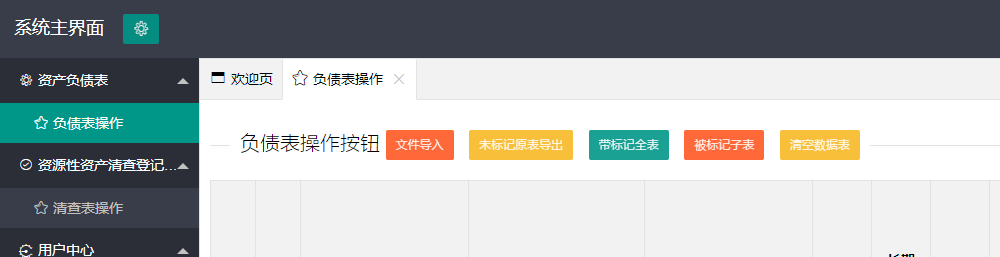 系统主界面
资产负债表
负债表操作
资源性资产清查登记...
清查表操作
用户中心
欢迎页 负债表操作
负债表操作按钮 文件导入 未标记原表导出 带标记全表 被标记子表 清空数据表